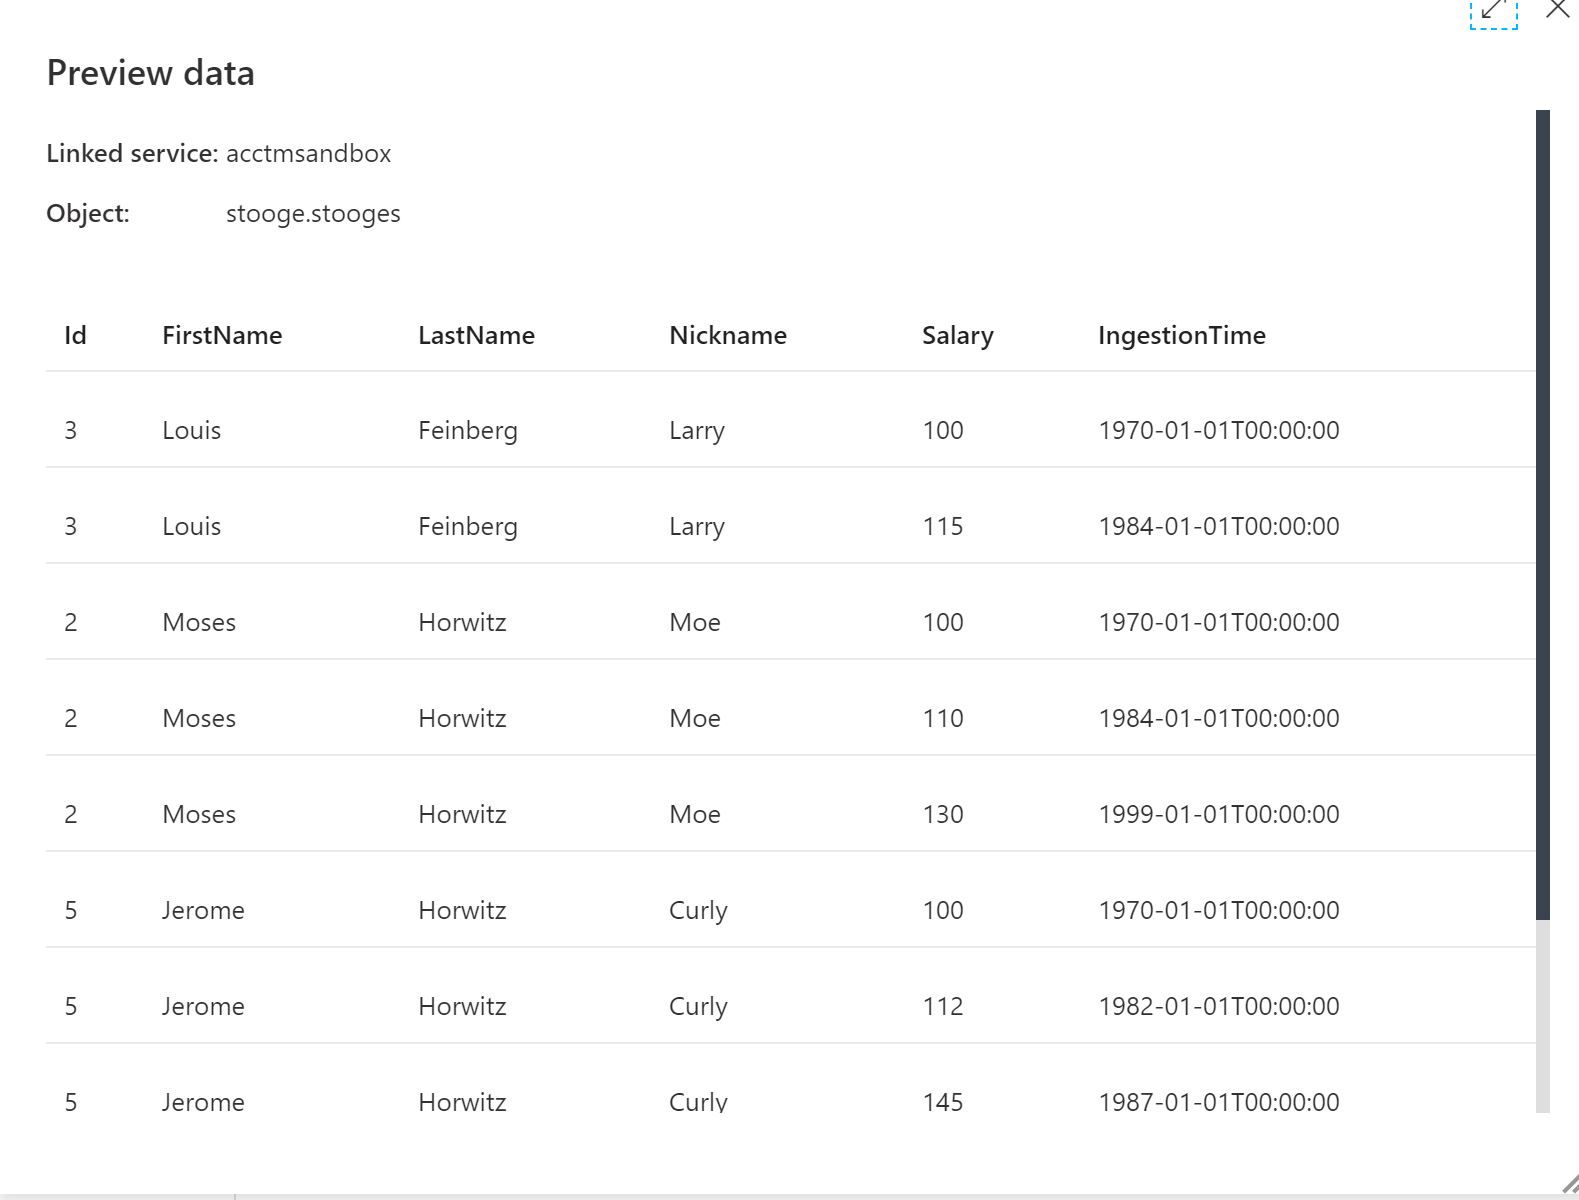 Preview data
Linked service: acctmsandbox
Object: stooge.stooges
Id FirstName LastName Nickname Salary IngestionTime
3 Louis Feinberg Larry 100 1970-01-01T00:00:00
3 Louis Feinberg Larry 115 1984-01-01T00:00:00
2 Moses Horwitz Moe 100 1970-01-01T00:00:00
2 Moses Horwitz Moe 110 1984-01-01T00:00:00
2 Moses Horwitz Moe 130 1999-01-01T00:00:00
5 Jerome Horwitz Curly 100 1970-01-01T00:00:00
5 Jerome Horwitz Curly 112 1982-01-01T00:00:00
5 Jerome Horwitz Curly 145 1987-01-01T00:00:00